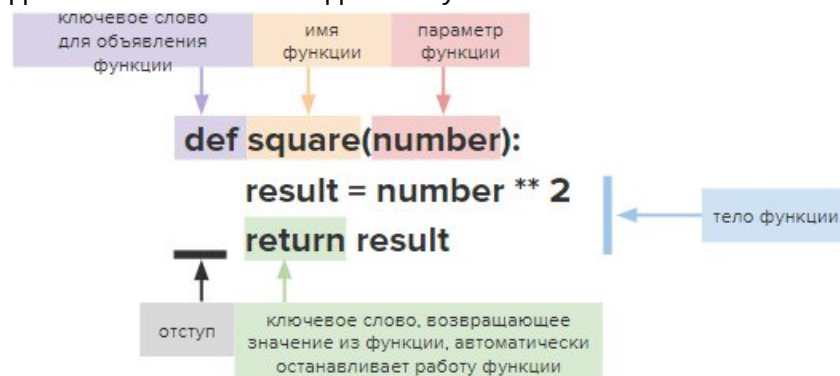 ключевое слово
для объявления
функции
имя
функции
параметр
функции
def square(number):
result = number ** 2
return result
тело функции
отступ
ключевое слово, возвращающее
значение из функции, автоматически
останавливает работу функции